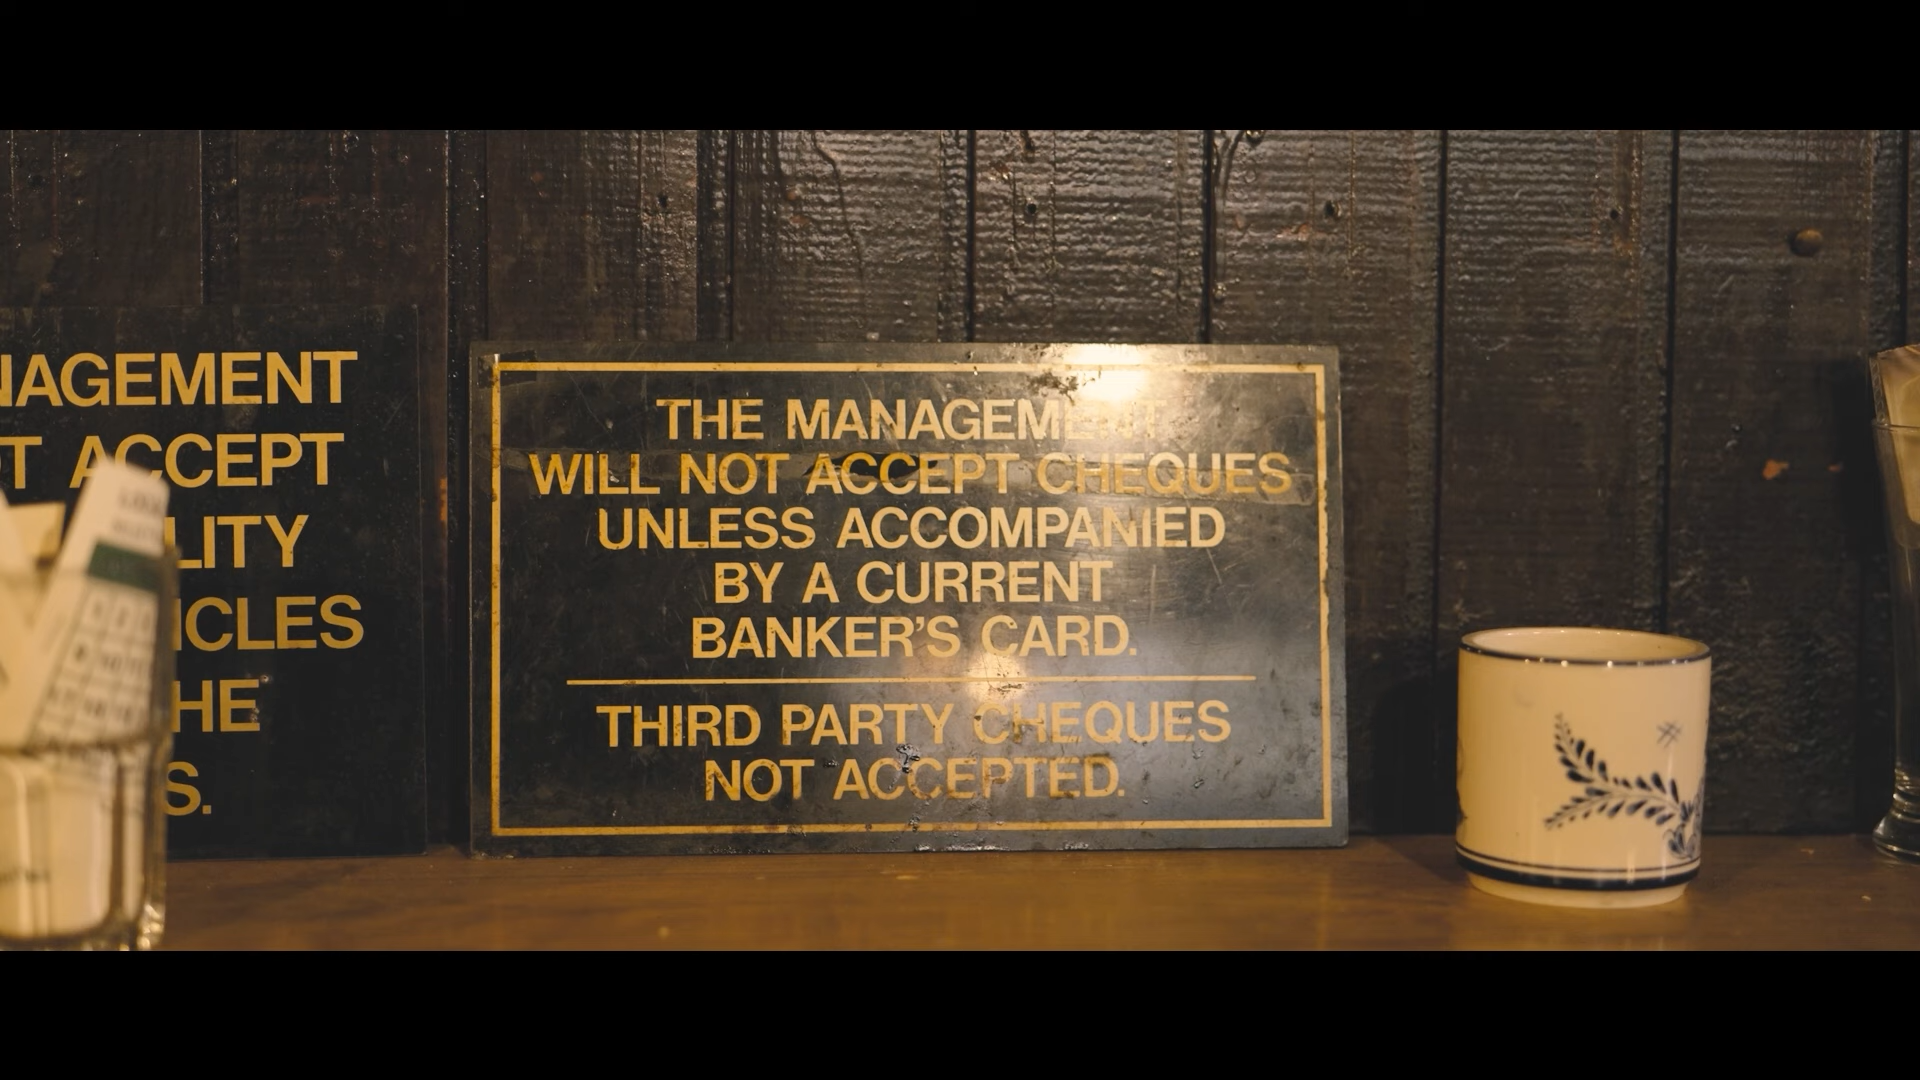 NAGEMENT
T ACCEPT
LITY
ICLES
HE
S.
THE MANAGEMENT
WILL NOT ACCEPT CHEQUES
UNLESS ACCOMPANIED
BY A CURRENT
BANKER'S CARD.
THIRD PARTY CHEQUES
NOT ACCEPTED.